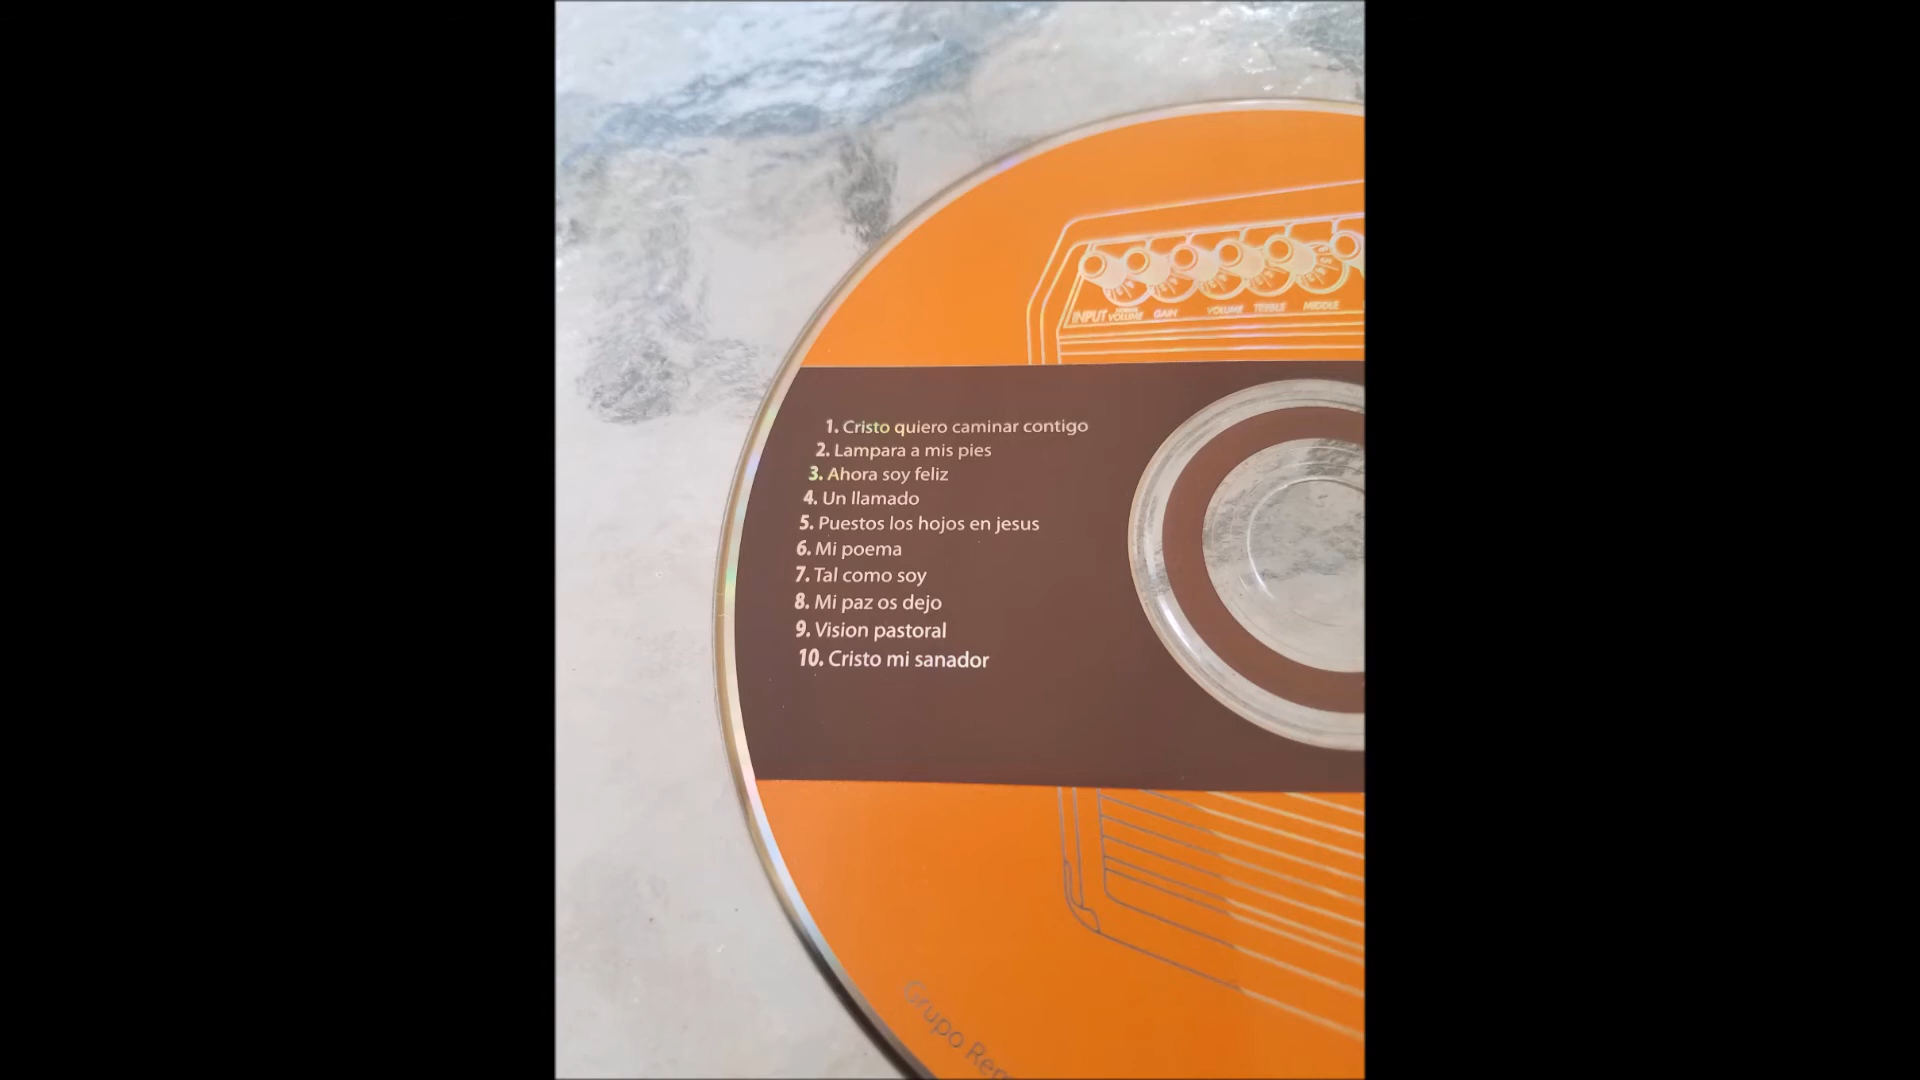 INPUT VOLUME GAIN VOLUME TREBLE MIDDLE
1. Cristo quiero caminar contigo
2. Lampara a mis pies
3. Ahora soy feliz
4. Un llamado
5. Puestos los hojos en jesus
6. Mi poema
7. Tal como soy
8. Mi paz os dejo
9. Vision pastoral
10. Cristo mi sanador
Grupo